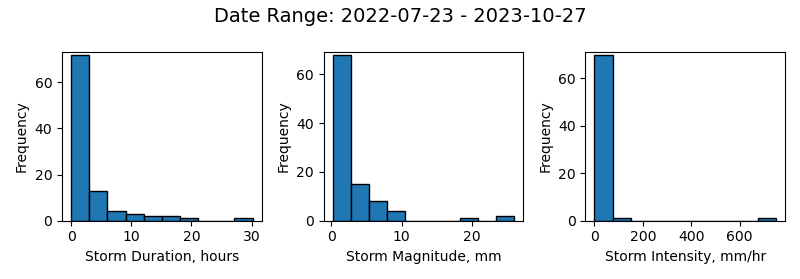 Date Range: 2022-07-23 - 2023-10-27
Frequency
60
40
20
0
0 10 20 30
Storm Duration, hours
Frequency
60
40
20
0
0 10 20
Storm Magnitude, mm
Frequency
60
40
20
0
0 200 400 600
Storm Intensity, mm/hr